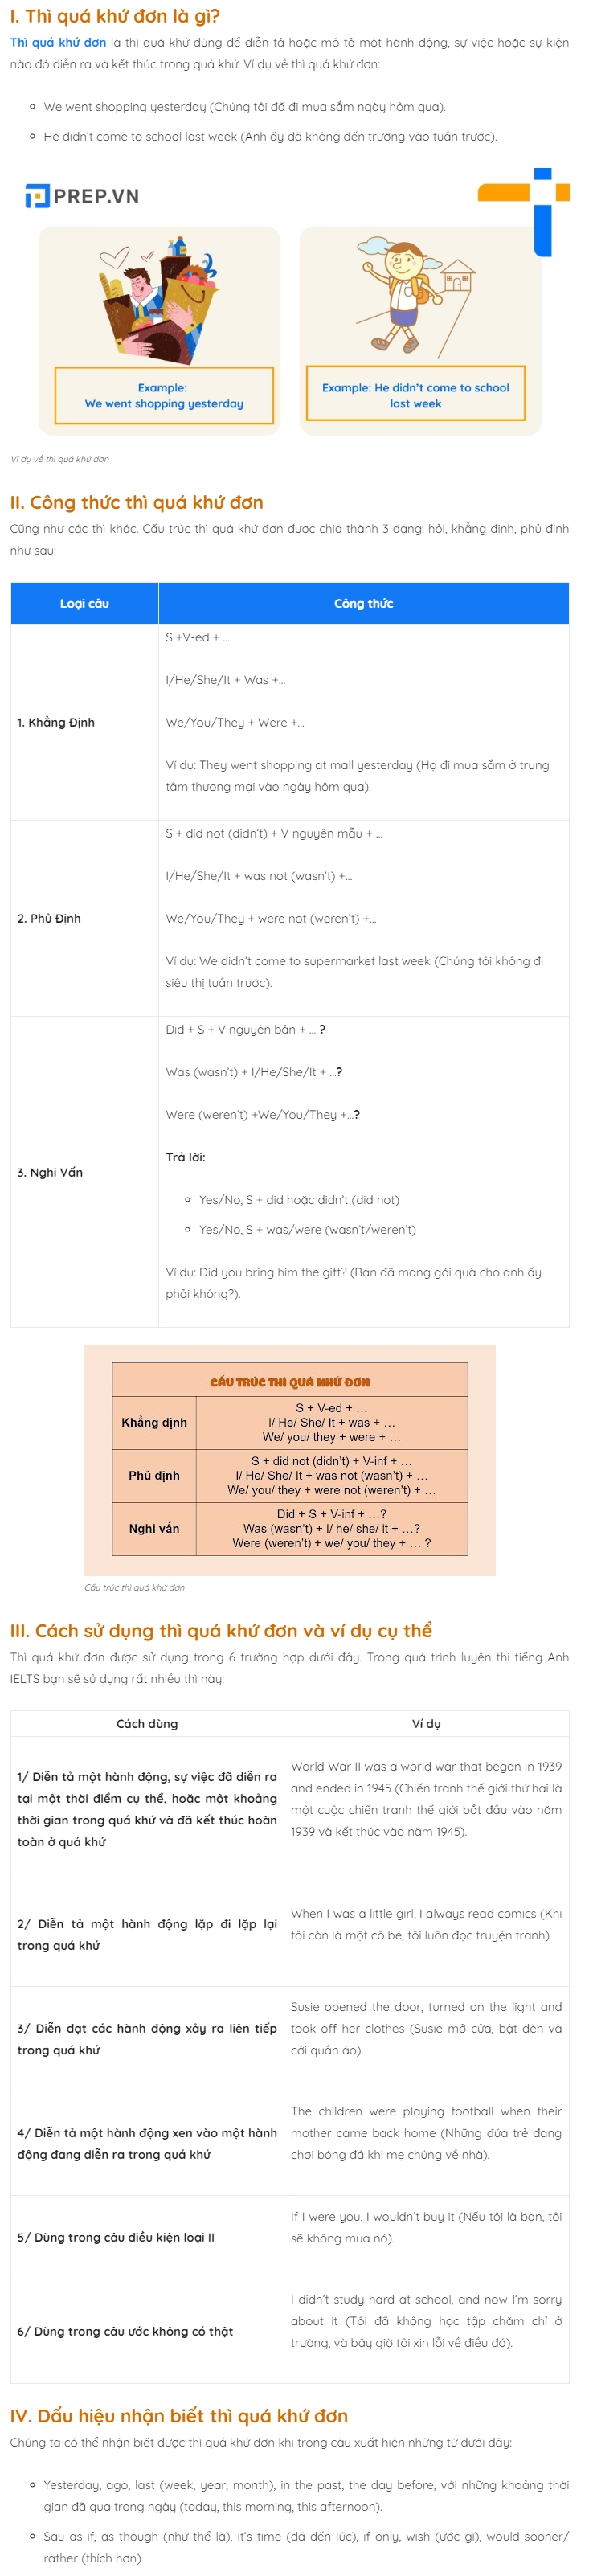 I. Thì quá khứ đơn là gì?
Thì quá khứ đơn là thì quá khứ dùng để diễn tả hoặc mô tả một hành động, sự việc hoặc sự kiện
nào đó diễn ra và kết thúc trong quá khứ. Ví dụ về thì quá khứ đơn:
We went shopping yesterday (Chúng tôi đã đi mua sắm ngày hôm qua).
He didn't come to school last week (Anh ấy đã không đến trường vào tuần trước).
PREP.VN
Example:
We went shopping yesterday
Example: He didn't come to school
last week
Ví dụ về thì quá khứ đơn
II. Công thức thì quá khứ đơn
Cũng như các thì khác. Cấu trúc thì quá khứ đơn được chia thành 3 dạng: hỏi, khẳng định, phủ định
như sau:
Loại câu
Công thức
1. Khẳng Định
S +V-ed + ...
I/He/She/It + Was +...
We/You/They + Were +...
Ví dụ: They went shopping at mall yesterday (Họ đi mua sắm ở trung
tâm thương mại vào ngày hôm qua).
2. Phủ Định
S + did not (didn't) + V nguyên mẫu + ...
I/He/She/It + was not (wasn't) +...
We/You/They + were not (weren't) +...
Ví dụ: We didn't come to supermarket last week (Chúng tôi không đi
siêu thị tuần trước).
3. Nghi Vấn
Did + S + V nguyên bản + ... ?
Was (wasn't) + I/He/She/It + ...?
Were (weren't) +We/You/They +...?
Trả lời:
Yes/No, S + did hoặc didn't (did not)
Yes/No, S + was/were (wasn't/weren't)
Ví dụ: Did you bring him the gift? (Bạn đã mang gói quà cho anh ấy
phải không?).
CẤU TRÚC THÌ QUÁ KHỨ ĐƠN
Khẳng định
S + V-ed + ...
I/ He/ She/ It + was + ...
We/ you/ they + were + ...
Phủ định
S + did not (didn't) + V-inf + ...
I/ He/ She/ It + was not (wasn't) + ...
We/ you/ they + were not (weren't) + ...
Nghi vấn
Did + S + V-inf + ...?
Was (wasn't) + I/ he/ she/ it + ...?
Were (weren't) + we/ you/ they + ... ?
Cấu trúc thì quá khứ đơn
III. Cách sử dụng thì quá khứ đơn và ví dụ cụ thể
Thì quá khứ đơn được sử dụng trong 6 trường hợp dưới đây. Trong quá trình luyện thi tiếng Anh
IELTS bạn sẽ sử dụng rất nhiều thì này:
Cách dùng
Ví dụ
1/ Diễn tả một hành động, sự việc đã diễn ra
tại một thời điểm cụ thể, hoặc một khoảng
thời gian trong quá khứ và đã kết thúc hoàn
toàn ở quá khứ
World War II was a world war that began in 1939
and ended in 1945 (Chiến tranh thế giới thứ hai là
một cuộc chiến tranh thế giới bắt đầu vào năm
1939 và kết thúc vào năm 1945).
2/ Diễn tả một hành động lặp đi lặp lại
trong quá khứ
When I was a little girl, I always read comics (Khi
tôi còn là một cô bé, tôi luôn đọc truyện tranh).
3/ Diễn đạt các hành động xảy ra liên tiếp
trong quá khứ
Susie opened the door, turned on the light and
took off her clothes (Susie mở cửa, bật đèn và
cởi quần áo).
4/ Diễn tả một hành động xen vào một hành
động đang diễn ra trong quá khứ
The children were playing football when their
mother came back home (Những đứa trẻ đang
chơi bóng đá khi mẹ chúng về nhà).
5/ Dùng trong câu điều kiện loại II
If I were you, I wouldn't buy it (Nếu tôi là bạn, tôi
sẽ không mua nó).
6/ Dùng trong câu ước không có thật
I didn't study hard at school, and now I'm sorry
about it (Tôi đã không học tập chăm chỉ ở
trường, và bây giờ tôi xin lỗi về điều đó).
IV. Dấu hiệu nhận biết thì quá khứ đơn
Chúng ta có thể nhận biết được thì quá khứ đơn khi trong câu xuất hiện những từ dưới đây:
Yesterday, ago, last (week, year, month), in the past, the day before, với những khoảng thời
gian đã qua trong ngày (today, this morning, this afternoon).
Sau as if, as though (như thể là), it's time (đã đến lúc), if only, wish (ước gì), would sooner/
rather (thích hơn)